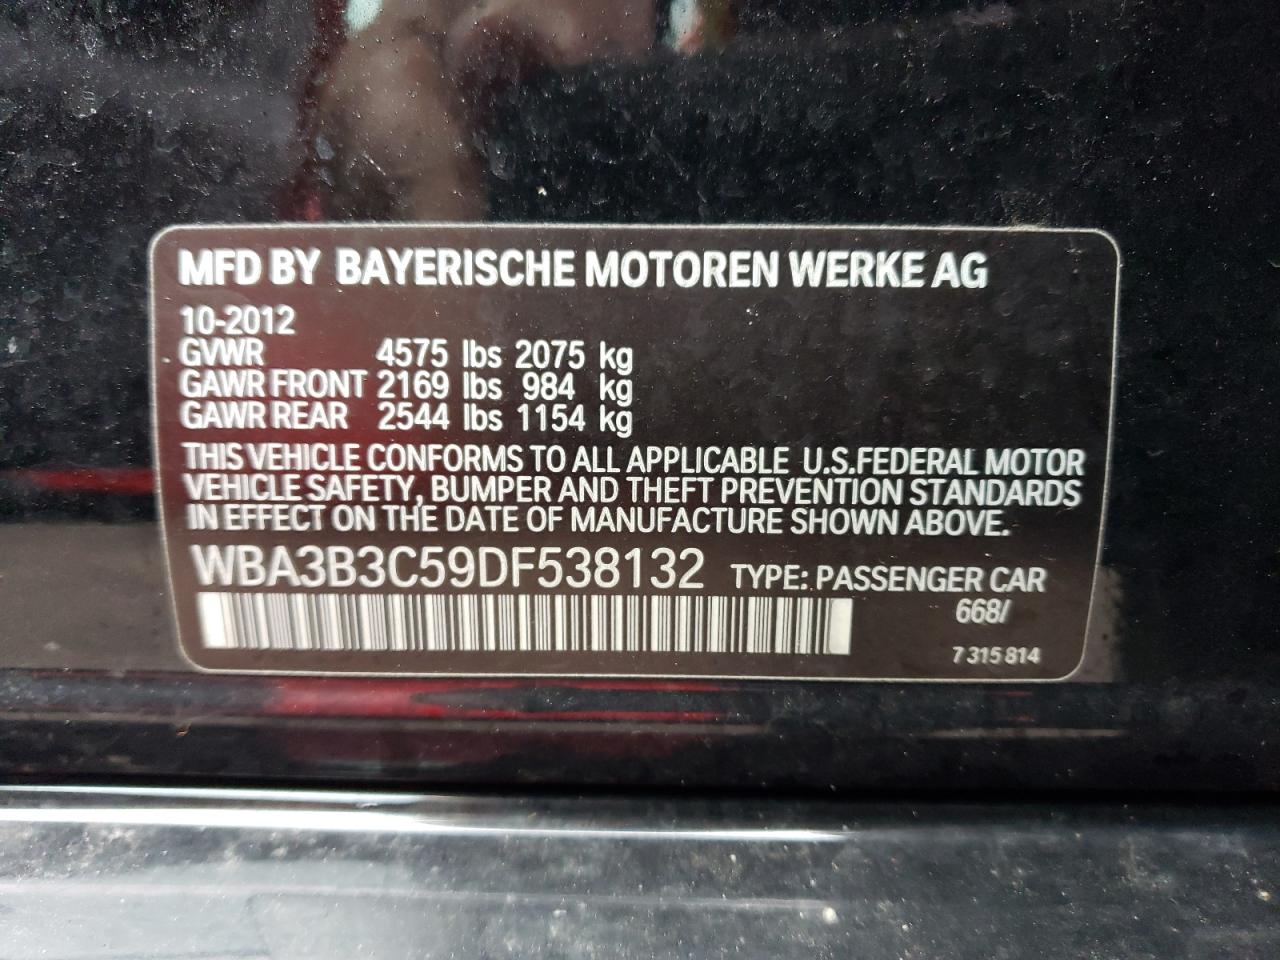 MFD BY BAYERISCHE MOTOREN WERKE AG
10-2012
GVWR 4575 lbs 2075 kg
GAWR FRONT 2169 lbs 984 kg
GAWR REAR 2544 lbs 1154 kg
THIS VEHICLE CONFORMS TO ALL APPLICABLE U.S.FEDERAL MOTOR
VEHICLE SAFETY, BUMPER AND THEFT PREVENTION STANDARDS
IN EFFECT ON THE DATE OF MANUFACTURE SHOWN ABOVE.
WBA3B3C59DF538132 TYPE: PASSENGER CAR
668/
7 315 814